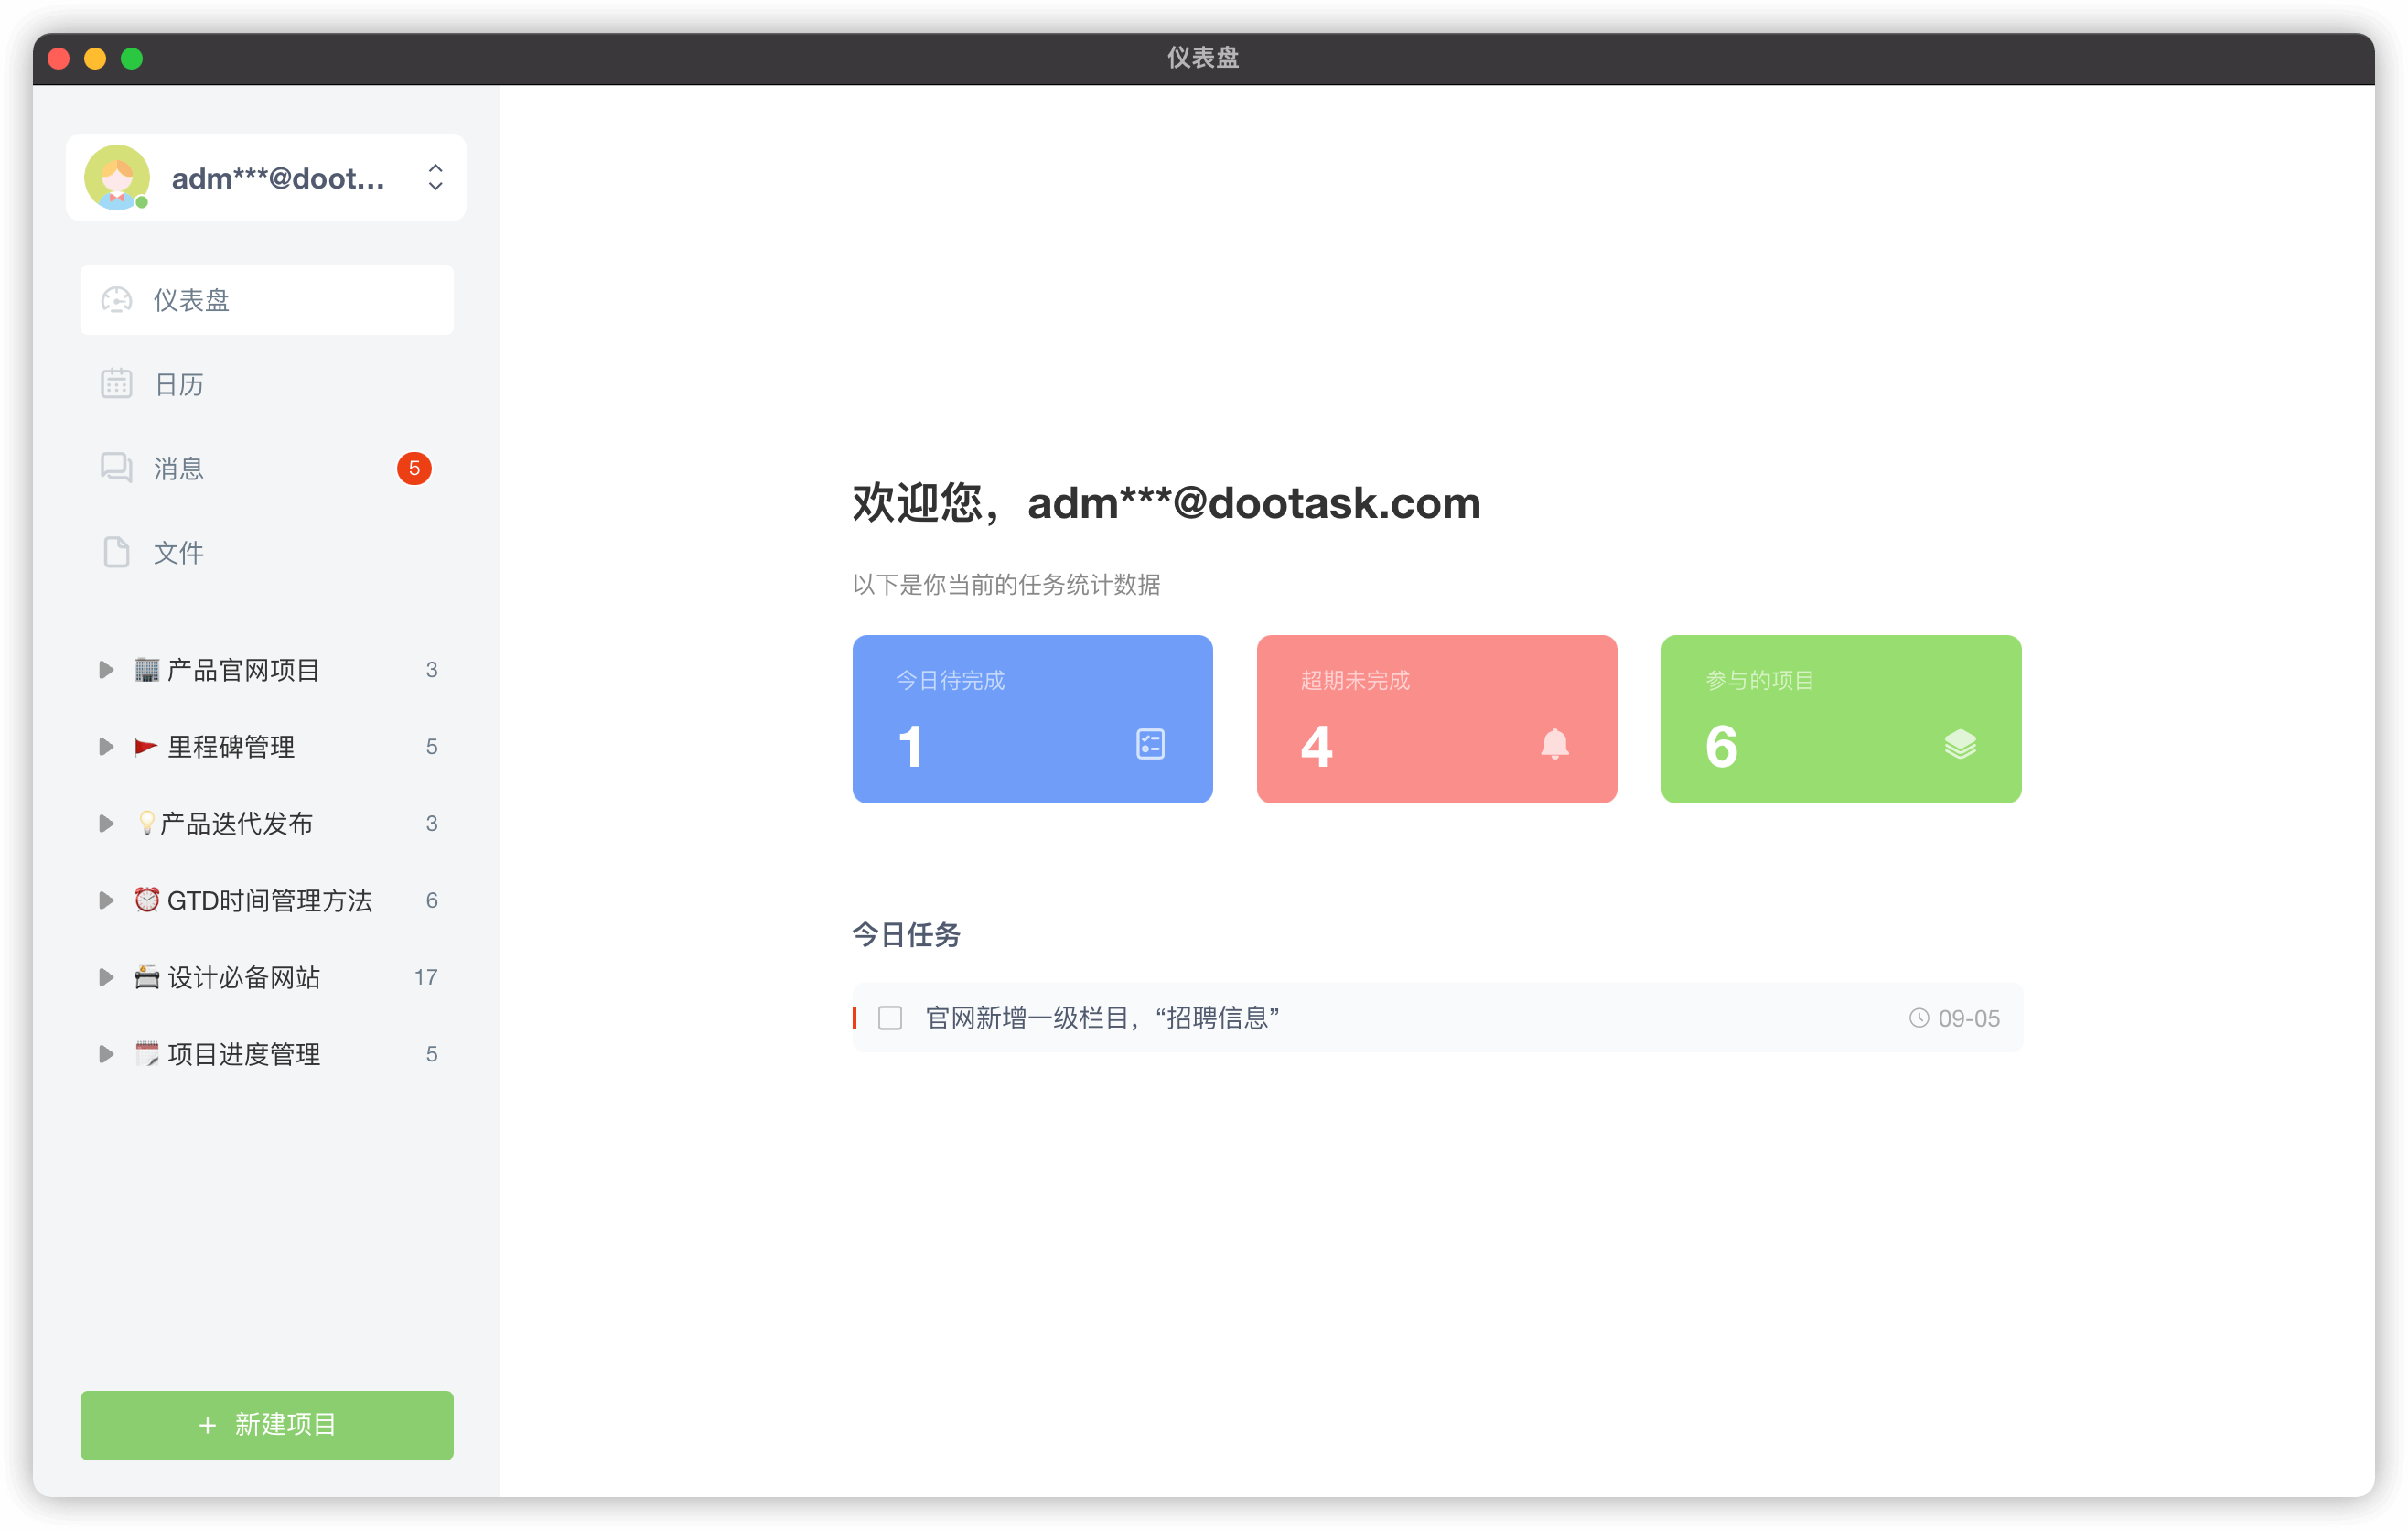 仪表盘
adm***@doot...
仪表盘
日历
消息 5
文件
产品官网项目 3
里程碑管理 5
产品迭代发布 3
GTD时间管理方法 6
设计必备网站 17
项目进度管理 5
+ 新建项目
欢迎您，adm***@dootask.com
以下是你当前的任务统计数据
今日待完成
1
超期未完成
4
参与的项目
6
今日任务
官网新增一级栏目，“招聘信息” 09-05